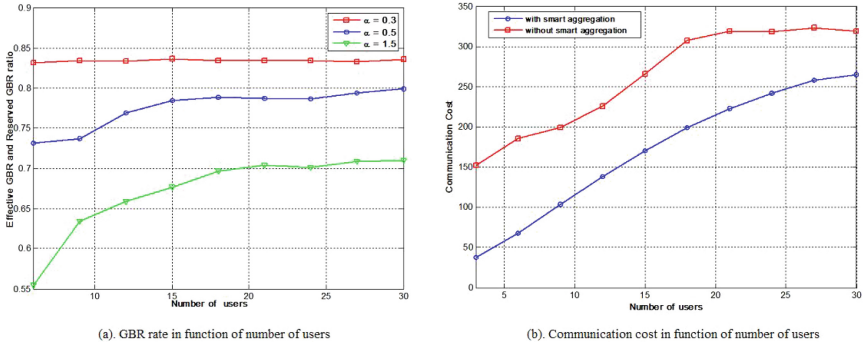 0.9
0.85
0.8
0.75
0.7
0.65
0.6
0.55
Effective GBR and Reserved GBR ratio
α = 0.3
α = 0.5
α = 1.5
10 15 20 25 30
Number of users
(a). GBR rate in function of number of users
350
300
250
200
150
100
50
0
Communication Cost
with smart aggregation
without smart aggregation
5 10 15 20 25 30
Number of users
(b). Communication cost in function of number of users